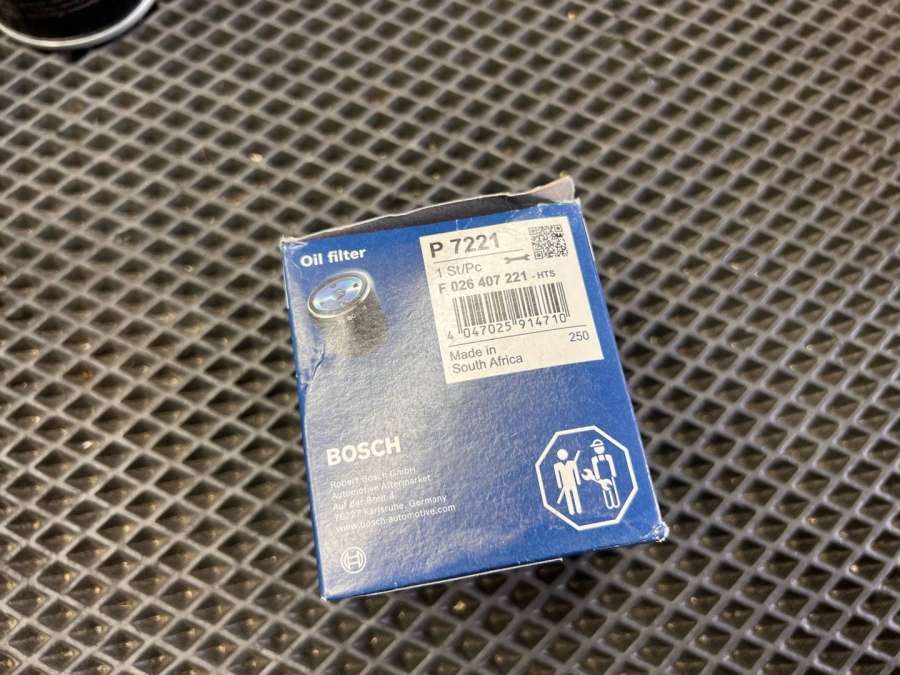 Oil filter
P 7221
1 St/Pc
F 026 407 221 - HTS
4 047025 914710
Made in
South Africa
250
BOSCH
Robert Bosch GmbH
Automotive Aftermarket
Auf der Breit 4
76227 Karlsruhe, Germany
www.bosch-automotive.com